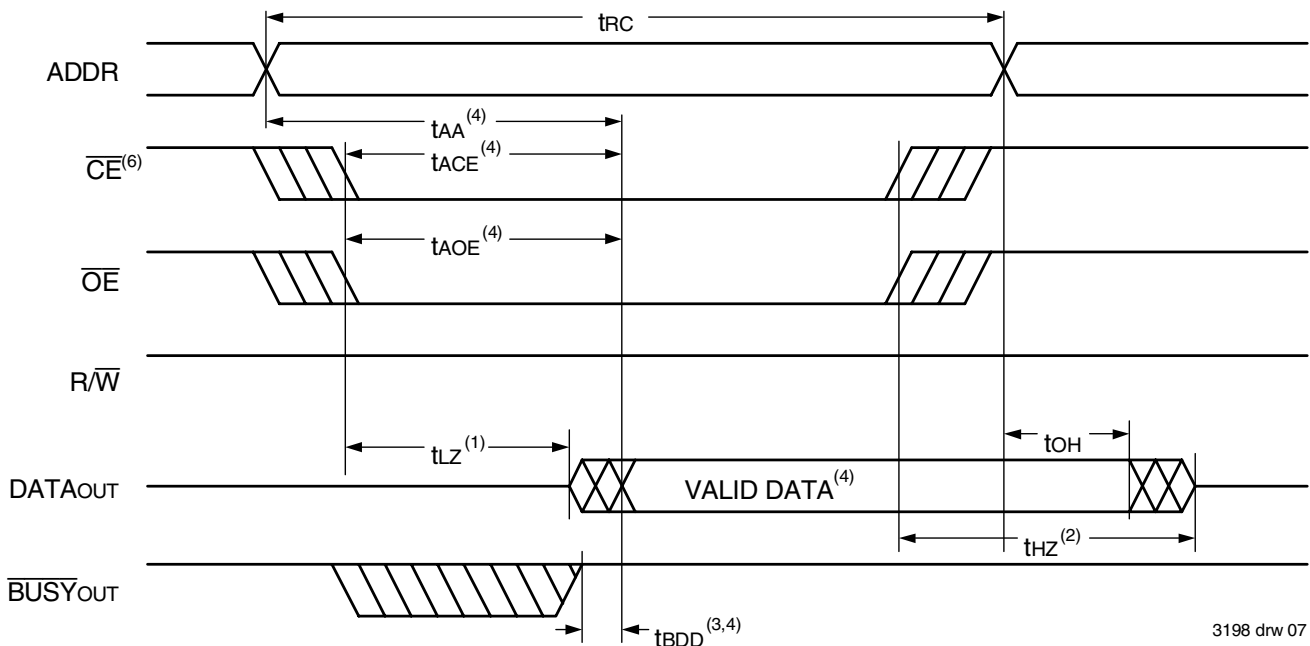 tRC
ADDR
tAA(4)
CE(6)
tACE(4)
tAOE(4)
OE
R/W
tLZ(1)
tOH
DATAOUT
VALID DATA(4)
tHZ(2)
BUSYOUT
tBDD(3,4)
3198 drw 07